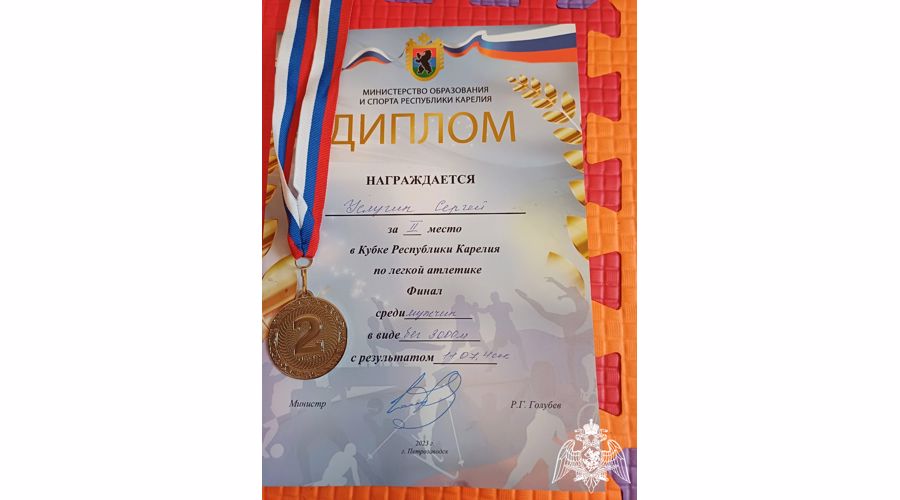 МИНИСТЕРСТВО ОБРАЗОВАНИЯ
И СПОРТА РЕСПУБЛИКИ КАРЕЛИЯ
ДИПЛОМ
НАГРАЖДАЕТСЯ
Сергей
за II место
в Кубке Республики Карелия
по легкой атлетике
Финал
среди мужчин
в виде бег 3000м
с результатом
Министр Р.Г. Голубев
2023 г
г. Петрозаводск
2